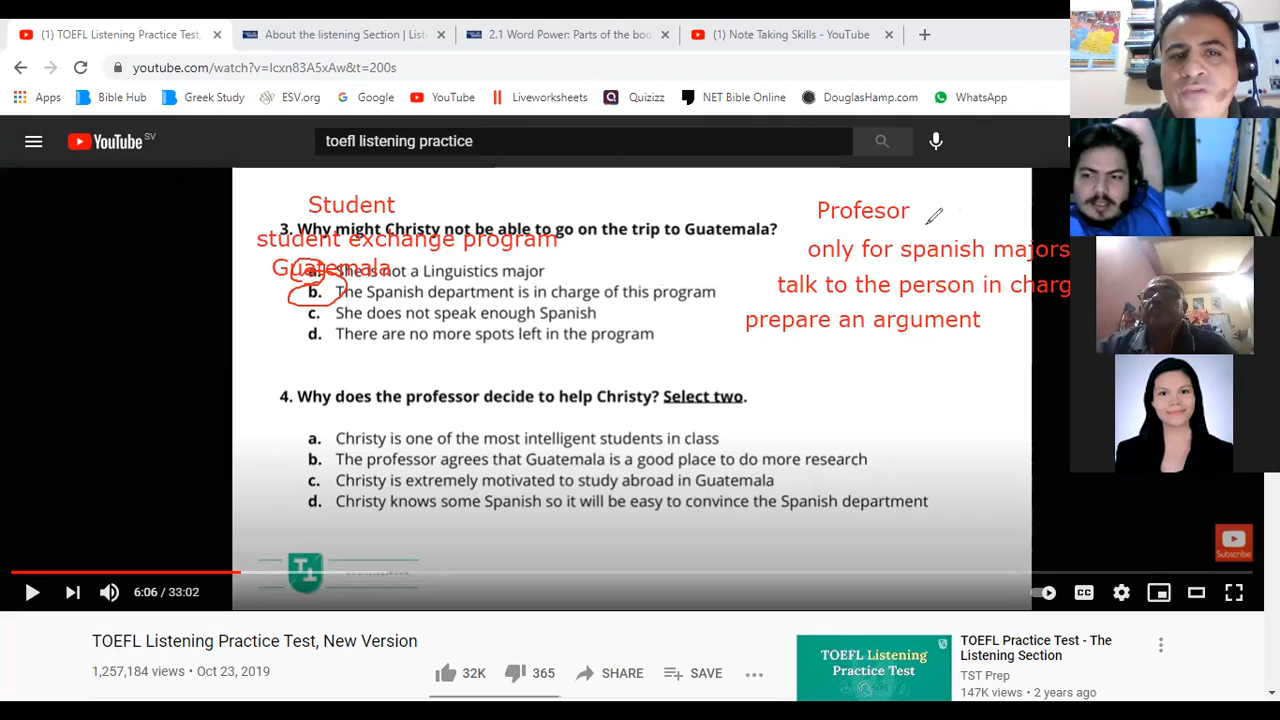 (1) TOEFL Listening Practice Test,
About the listening Section [
2.1 Word Power: Parts of the bo
(1) Note Taking Skills - YouTube
youtube.com/watch?v=Icxn83A5xAw&t=200s
Apps
Bible Hub
Greek Study
ESV.org
Google
YouTube
Liveworksheets
Quizizz
NET Bible Online
DouglasHamp.com
WhatsApp
YouTube SV
toefl listening practice
Student
student exchange program
Guatemala
Profesor
only for spanish majors
talk to the person in charg
prepare an argument
3. Why might Christy not be able to go on the trip to Guatemala?
a. She is not a Linguistics major
b. The Spanish department is in charge of this program
c. She does not speak enough Spanish
d. There are no more spots left in the program
4. Why does the professor decide to help Christy? Select two.
a. Christy is one of the most intelligent students in class
b. The professor agrees that Guatemala is a good place to do more research
c. Christy is extremely motivated to study abroad in Guatemala
d. Christy knows some Spanish so it will be easy to convince the Spanish department
Subscribe
6:06 / 33:02
CC
TOEFL Listening Practice Test, New Version
1,257,184 views • Oct 23, 2019
32K
365
SHARE
SAVE
TOEFL Listening
Practice Test
TOEFL Practice Test - The
Listening Section
TST Prep
147K views • 2 years ago